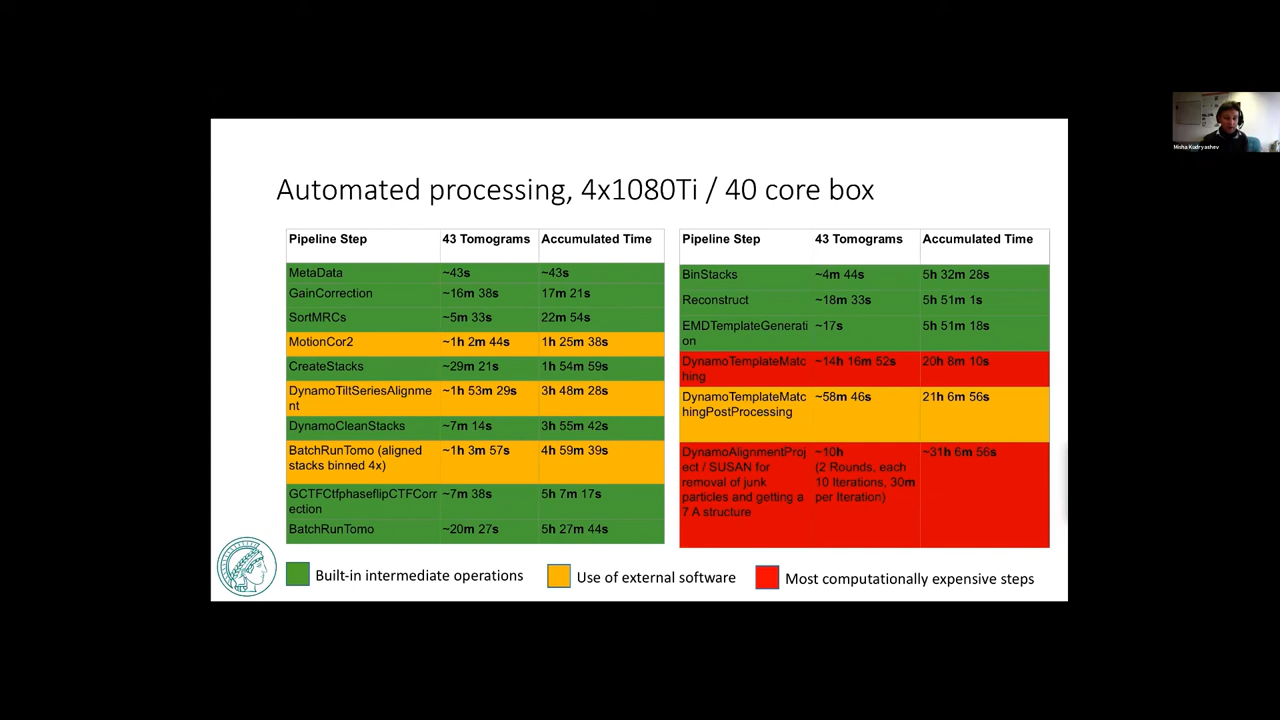 Automated processing, 4x1080Ti / 40 core box
Pipeline Step 43 Tomograms Accumulated Time
MetaData ~43s ~43s
GainCorrection ~16m 38s 17m 21s
SortMRCs ~5m 33s 22m 54s
MotionCor2 ~1h 2m 44s 1h 25m 38s
CreateStacks ~29m 21s 1h 54m 59s
DynamoTiltSeriesAlignme ~1h 53m 29s 3h 48m 28s
nt
DynamoCleanStacks ~7m 14s 3h 55m 42s
BatchRunTomo (aligned ~1h 3m 57s 4h 59m 39s
stacks binned 4x)
GCTFCtfphaseflipCTFCorr ~7m 38s 5h 7m 17s
ection
BatchRunTomo ~20m 27s 5h 27m 44s
Pipeline Step 43 Tomograms Accumulated Time
BinStacks ~4m 44s 5h 32m 28s
Reconstruct ~18m 33s 5h 51m 1s
EMDTemplateGenerati ~17s 5h 51m 18s
on
DynamoTemplateMatc ~14h 16m 52s 20h 8m 10s
hing
DynamoTemplateMatc ~58m 46s 21h 6m 56s
hingPostProcessing
DynamoAlignmentProj ~10h ~31h 6m 56s
ect / SUSAN for (2 Rounds, each
removal of junk 10 Iterations, 30m
particles and getting a per Iteration)
7 A structure
Built-in intermediate operations
Use of external software
Most computationally expensive steps
Misha Kudryashev